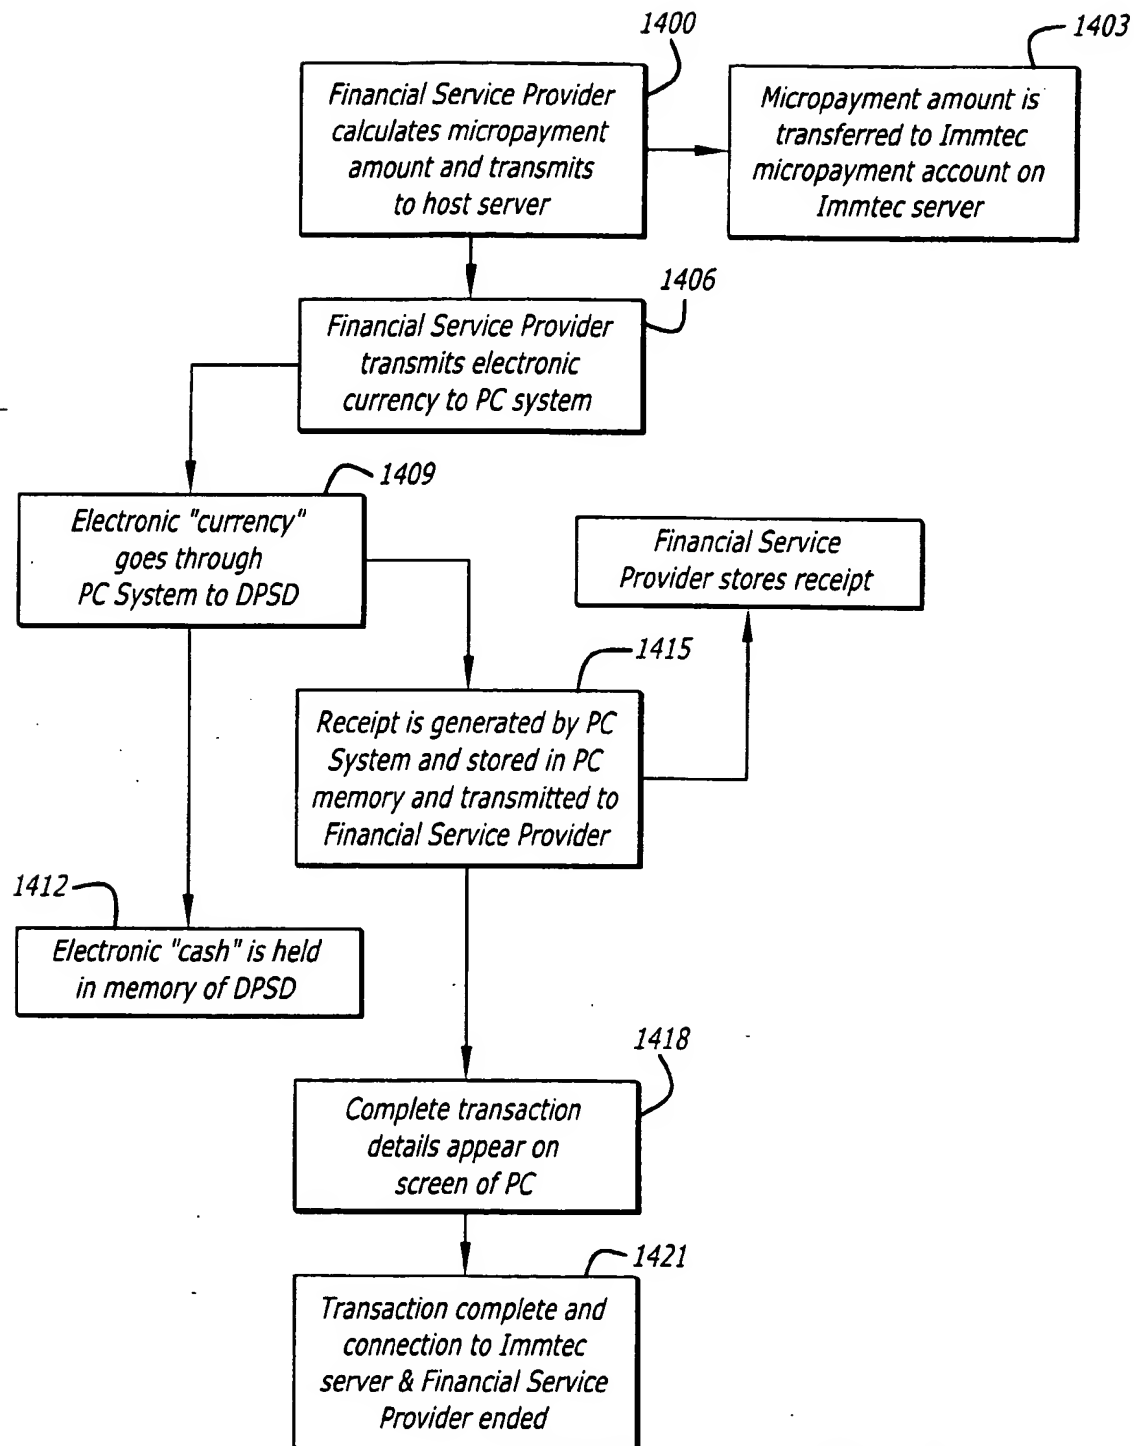 1400
Financial Service Provider
calculates micropayment
amount and transmits
to host server
1403
Micropayment amount is
transferred to Immtec
micropayment account on
Immtec server
1406
Financial Service Provider
transmits electronic
currency to PC system
1409
Electronic "currency"
goes through
PC System to DPSD
Financial Service
Provider stores receipt
1415
Receipt is generated by PC
System and stored in PC
memory and transmitted to
Financial Service Provider
1412
Electronic "cash" is held
in memory of DPSD
1418
Complete transaction
details appear on
screen of PC
1421
Transaction complete and
connection to Immtec
server & Financial Service
Provider ended